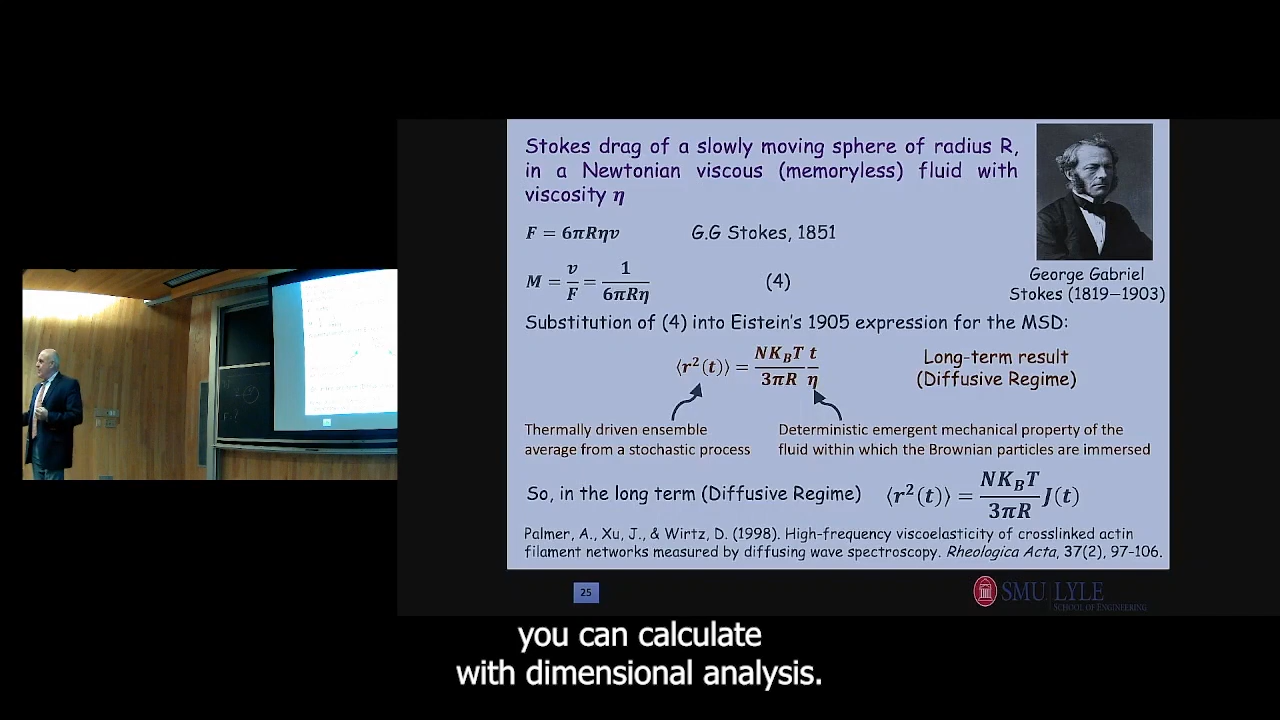 Stokes drag of a slowly moving sphere of radius R,
in a Newtonian viscous (memoryless) fluid with
viscosity η
F = 6πRηv G.G Stokes, 1851
M = v/F = 1/6πRη (4)
George Gabriel
Stokes (1819–1903)
Substitution of (4) into Eistein's 1905 expression for the MSD:
⟨r²(t)⟩ = NK_BT/3πR t/η
Long-term result
(Diffusive Regime)
Thermally driven ensemble
average from a stochastic process
Deterministic emergent mechanical property of the
fluid within which the Brownian particles are immersed
So, in the long term (Diffusive Regime) ⟨r²(t)⟩ = NK_BT/3πR J(t)
Palmer, A., Xu, J., & Wirtz, D. (1998). High-frequency viscoelasticity of crosslinked actin
filament networks measured by diffusing wave spectroscopy. Rheologica Acta, 37(2), 97-106.
25
SMU LYLE
SCHOOL OF ENGINEERING
you can calculate
with dimensional analysis.